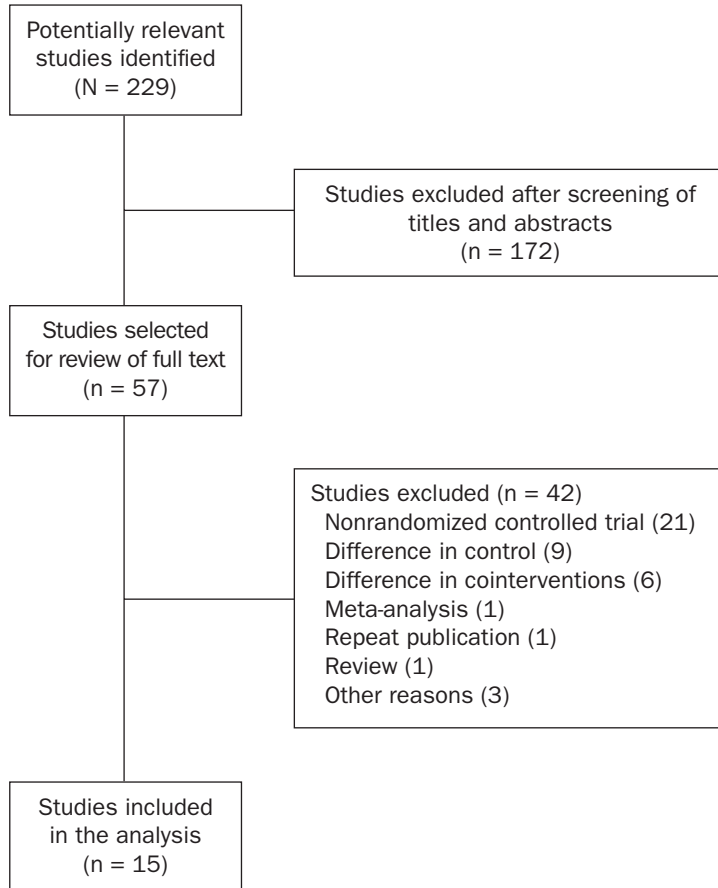 Potentially relevant
studies identified
(N = 229)
Studies excluded after screening of
titles and abstracts
(n = 172)
Studies selected
for review of full text
(n = 57)
Studies excluded (n = 42)
Nonrandomized controlled trial (21)
Difference in control (9)
Difference in cointerventions (6)
Meta-analysis (1)
Repeat publication (1)
Review (1)
Other reasons (3)
Studies included
in the analysis
(n = 15)